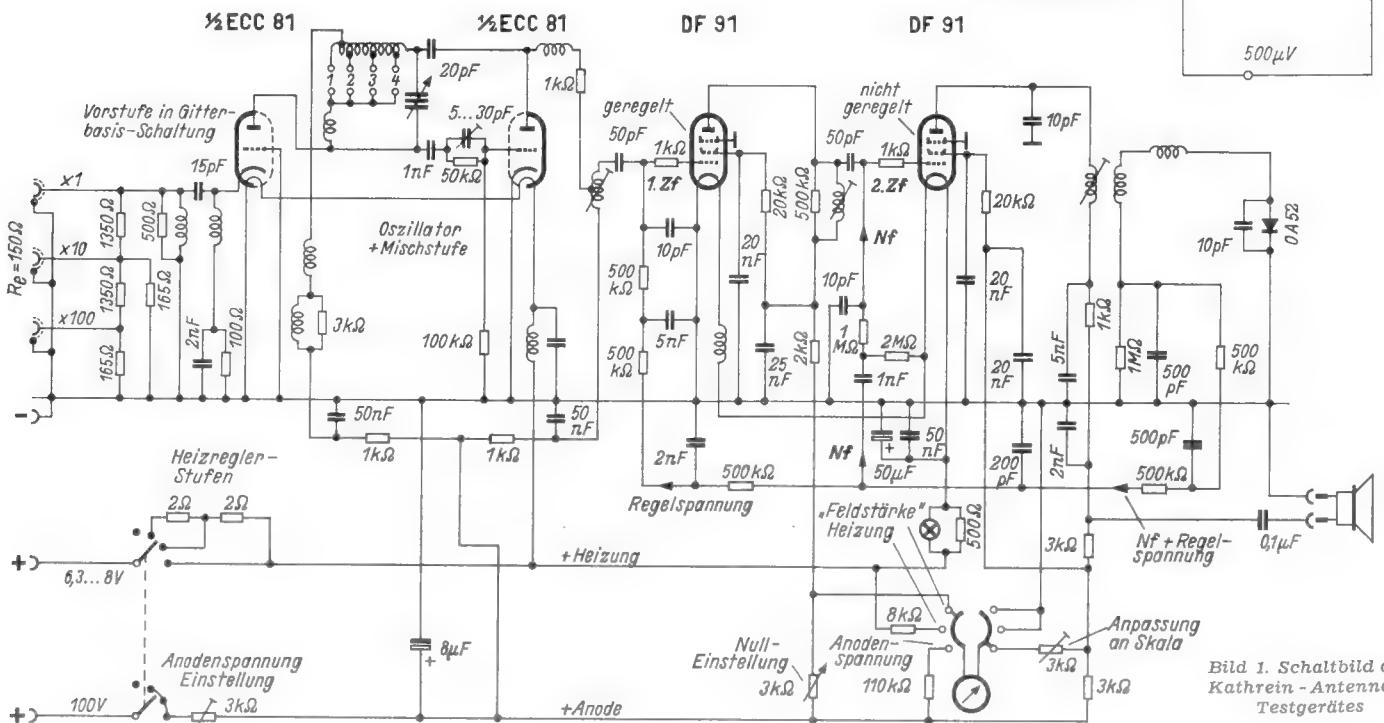 ½ECC 81
½ECC 81
DF 91
DF 91
500µV
1
2
3
4
20pF
1kΩ
Vorstufe in Gitter-
basis-Schaltung
5...30pF
geregelt
nicht
geregelt
50pF
50pF
10pF
15pF
1kΩ
1kΩ
1nF
50kΩ
1.Zf
2.Zf
x1
Re=150Ω
1350Ω
500Ω
Oszillator
+Mischstufe
20kΩ
500kΩ
20kΩ
Nf
10pF
OA52
x10
10pF
20
nF
10pF
20
nF
1350Ω
165Ω
500
kΩ
x100
2nF
100Ω
3kΩ
100kΩ
5nF
1
MΩ
2MΩ
1kΩ
165Ω
500
kΩ
25
nF
2kΩ
1nF
20
nF
5nF
1MΩ
500
pF
500
kΩ
-
50nF
50
nF
1kΩ
1kΩ
2nF
Nf
50µF
+
50
nF
200
pF
2nF
500pF
Heizregler-
Stufen
500kΩ
500kΩ
Regelspannung
2Ω
2Ω
„Feldstärke"
Heizung
500Ω
Nf+Regel-
spannung
0,1µF
3kΩ
+
6,3...8V
+Heizung
8µF
+
8kΩ
Anpassung
an Skala
Anodenspannung
Einstellung
Null-
Einstellung
3kΩ
Anoden-
spannung
110kΩ
3kΩ
3kΩ
+
100V
3kΩ
+Anode
Bild 1. Schaltbild
Kathrein-Antenne
Testgerätes